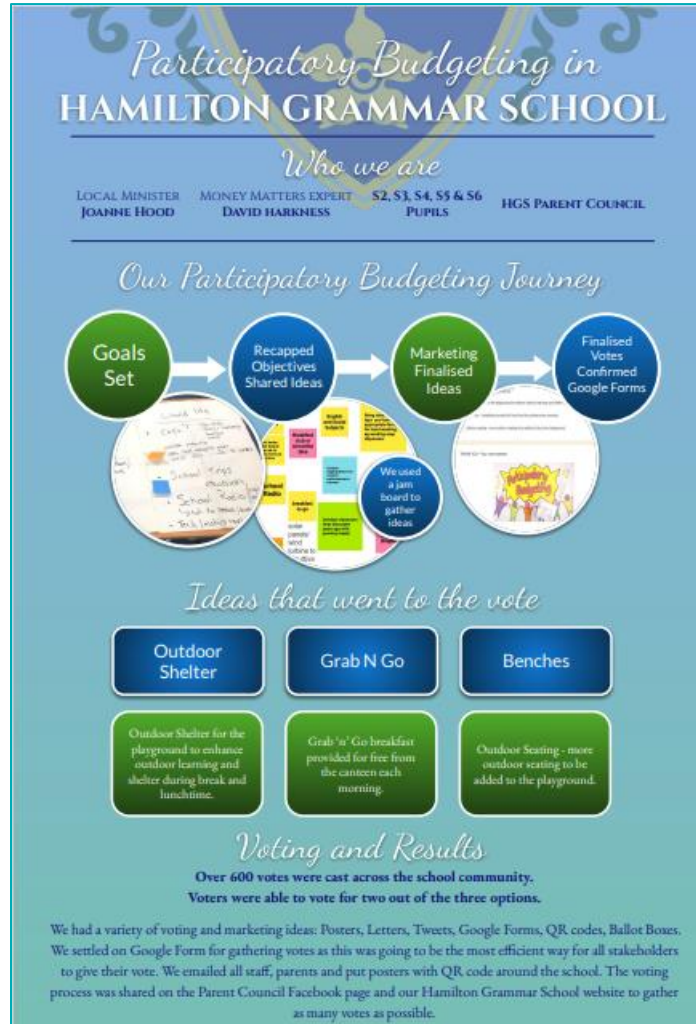 Participatory Budgeting in
HAMILTON GRAMMAR SCHOOL
Who we are
LOCAL MINISTER
JOANNE HOOD
MONEY MATTERS EXPERT
DAVID HARKNESS
S2, S3, S4, S5 & S6
PUPILS
HGS PARENT COUNCIL
Our Participatory Budgeting Journey
Goals
Set
Recapped
Objectives
Shared Ideas
Marketing
Finalised
Ideas
Finalised
Votes
Confirmed
Google Forms
We used
a jam
board to
gather
ideas
Ideas that went to the vote
Outdoor
Shelter
Grab N Go
Benches
Outdoor Shelter for the
playground to enhance
outdoor learning and
shelter during break and
lunchtime.
Grab 'n' Go breakfast
provided for free from
the canteen each
morning.
Outdoor Seating - more
outdoor seating to be
added to the playground.
Voting and Results
Over 600 votes were cast across the school community.
Voters were able to vote for two out of the three options.
We had a variety of voting and marketing ideas: Posters, Letters, Tweets, Google Forms, QR codes, Ballot Boxes.
We settled on Google Form for gathering votes as this was going to be the most efficient way for all stakeholders
to give their vote. We emailed all staff, parents and put posters with QR code around the school. The voting
process was shared on the Parent Council Facebook page and our Hamilton Grammar School website to gather
as many votes as possible.